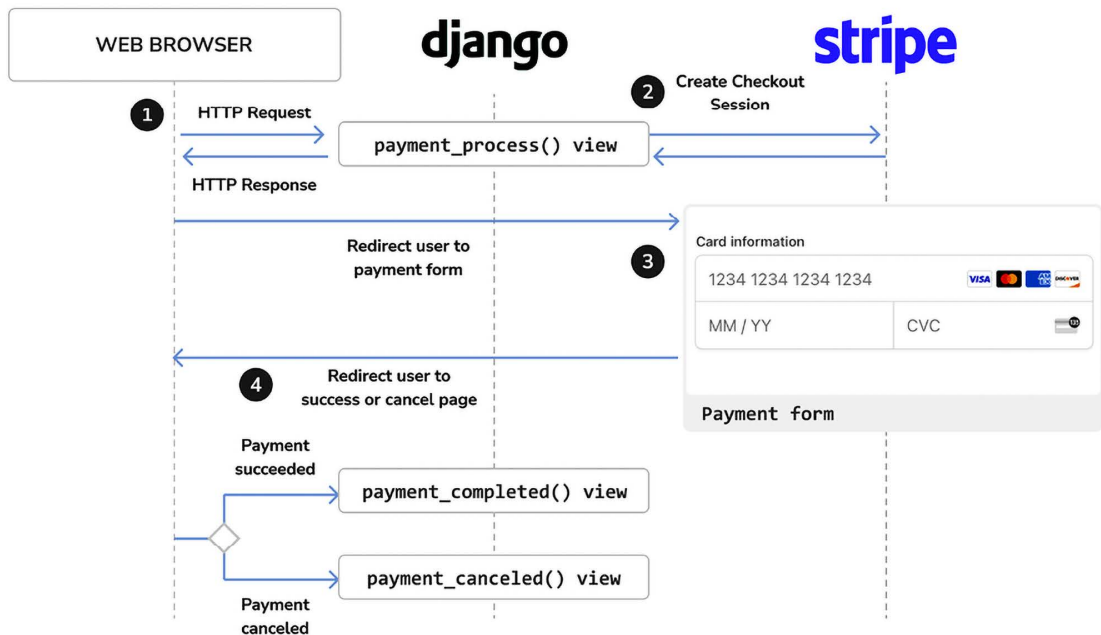 WEB BROWSER
django
stripe
1
HTTP Request
2
Create Checkout
Session
payment_process() view
HTTP Response
Redirect user to
payment form
3
Card information
1234 1234 1234 1234
VISA
DISCOVER
MM / YY
CVC
4
Redirect user to
success or cancel page
Payment form
Payment
succeeded
payment_completed() view
payment_canceled() view
Payment
canceled